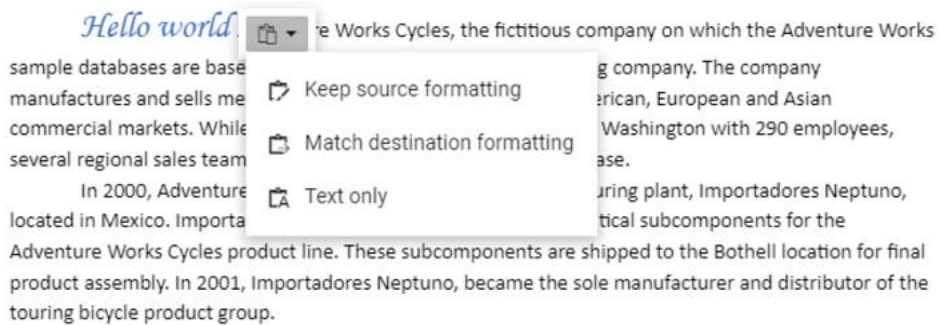 Hello world
re Works Cycles, the fictitious company on which the Adventure Works
sample databases are base g company. The company
Keep source formatting
manufactures and sells me erican, European and Asian
commercial markets. While Washington with 290 employees,
Match destination formatting
several regional sales team ase.
In 2000, Adventure uring plant, Importadores Neptuno,
Text only
located in Mexico. Importa tical subcomponents for the
Adventure Works Cycles product line. These subcomponents are shipped to the Bothell location for final
product assembly. In 2001, Importadores Neptuno, became the sole manufacturer and distributor of the
touring bicycle product group.